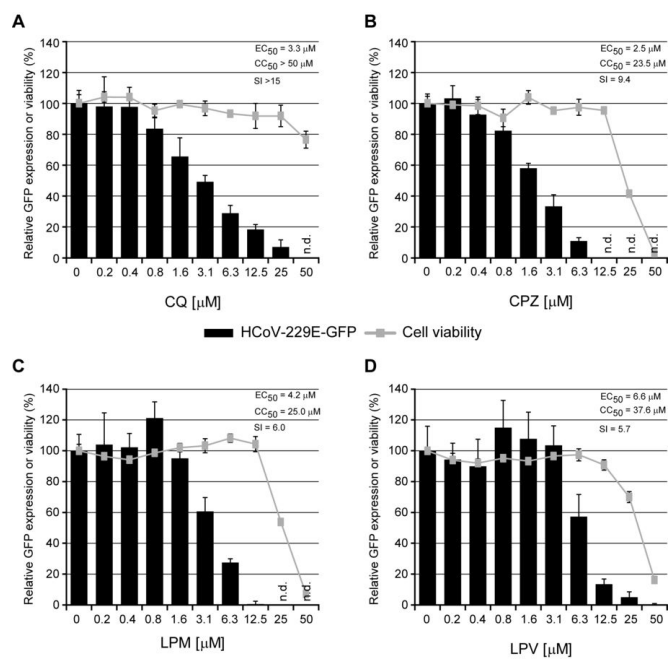 A
EC50 = 3.3 µM
CC50 > 50 µM
SI >15
Relative GFP expression or viability (%)
140
120
100
80
60
40
20
0
n.d.
0 0.2 0.4 0.8 1.6 3.1 6.3 12.5 25 50
CQ [µM]
B
EC50 = 2.5 µM
CC50 = 23.5 µM
SI = 9.4
Relative GFP expression or viability (%)
140
120
100
80
60
40
20
0
n.d. n.d. n.d.
0 0.2 0.4 0.8 1.6 3.1 6.3 12.5 25 50
CPZ [µM]
HCoV-229E-GFP Cell viability
C
EC50 = 4.2 µM
CC50 = 25.0 µM
SI = 6.0
Relative GFP expression or viability (%)
140
120
100
80
60
40
20
0
n.d. n.d.
0 0.2 0.4 0.8 1.6 3.1 6.3 12.5 25 50
LPM [µM]
D
EC50 = 6.6 µM
CC50 = 37.6 µM
SI = 5.7
Relative GFP expression or viability (%)
140
120
100
80
60
40
20
0
0 0.2 0.4 0.8 1.6 3.1 6.3 12.5 25 50
LPV [µM]